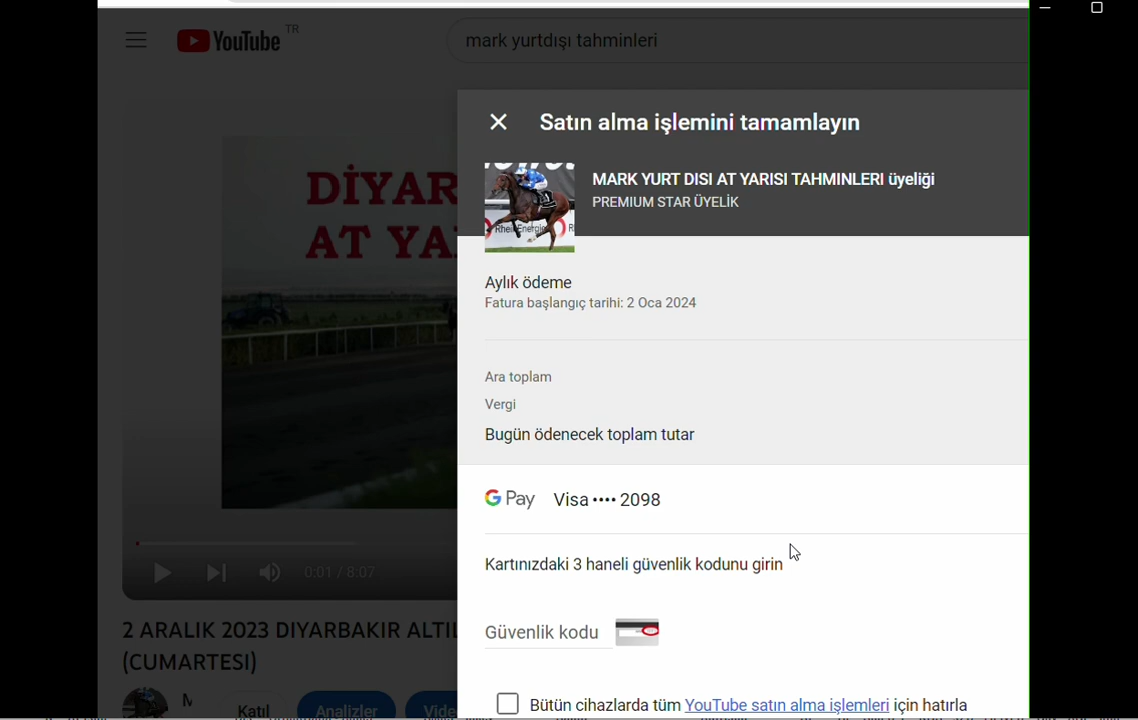 YouTube TR
mark yurtdışı tahminleri
Satın alma işlemini tamamlayın
MARK YURT DISI AT YARISI TAHMINLERI üyeliği
PREMIUM STAR ÜYELİK
RheinEnergie
DİYAR
AT YA
Aylık ödeme
Fatura başlangıç tarihi: 2 Oca 2024
Ara toplam
Vergi
Bugün ödenecek toplam tutar
G Pay Visa •••• 2098
Kartınızdaki 3 haneli güvenlik kodunu girin
0:01 / 8:07
Güvenlik kodu
2 ARALIK 2023 DIYARBAKIR ALTIL
(CUMARTESI)
Bütün cihazlarda tüm YouTube satın alma işlemleri için hatırla
Katıl Analizler Vide